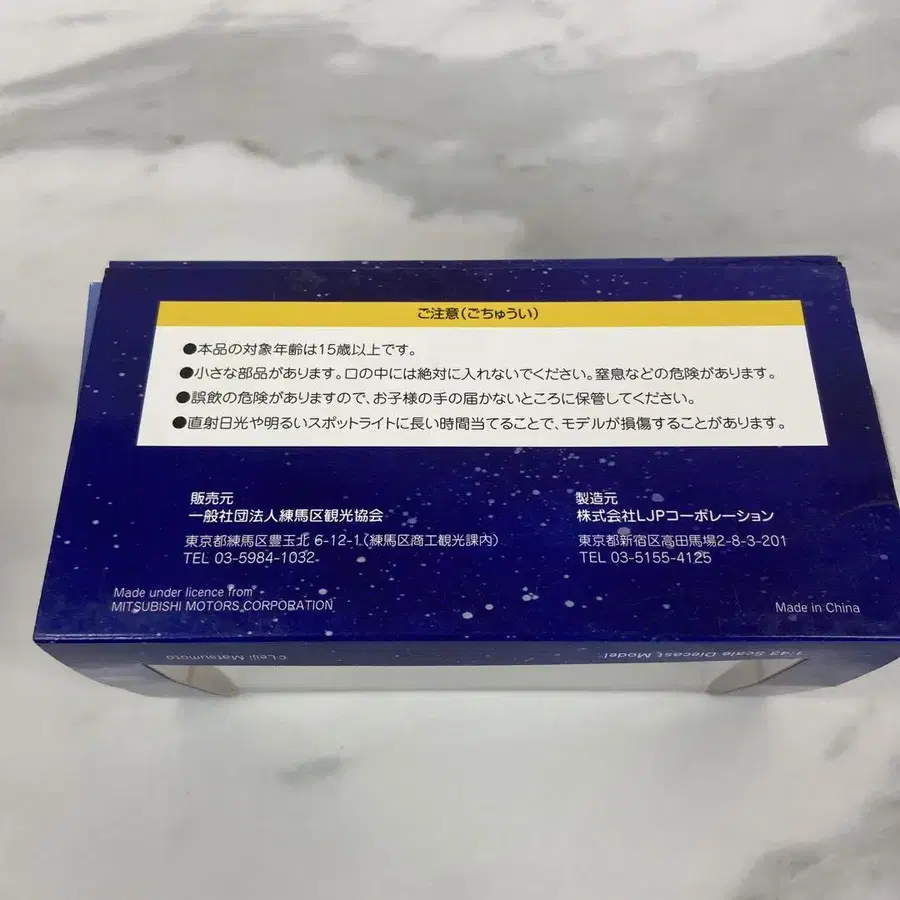 ご注意(ごちゅうい)
●本品の対象年齢は15歳以上です。
●小さな部品があります。口の中には絶対に入れないでください。窒息などの危険があります。
●誤飲の危険がありますので、お子様の手の届かないところに保管してください。
●直射日光や明るいスポットライトに長い時間当てることで、モデルが損傷することがあります。
販売元
一般社団法人練馬区観光協会
東京都練馬区豊玉北 6-12-1(練馬区商工観光課内)
TEL 03-5984-1032
製造元
株式会社LJPコーポレーション
東京都新宿区高田馬場2-8-3-201
TEL 03-5155-4125
Made under licence from
MITSUBISHI MOTORS CORPORATION
Made in China
©Leiji Matsumoto
1:43 Scale Diecast Model